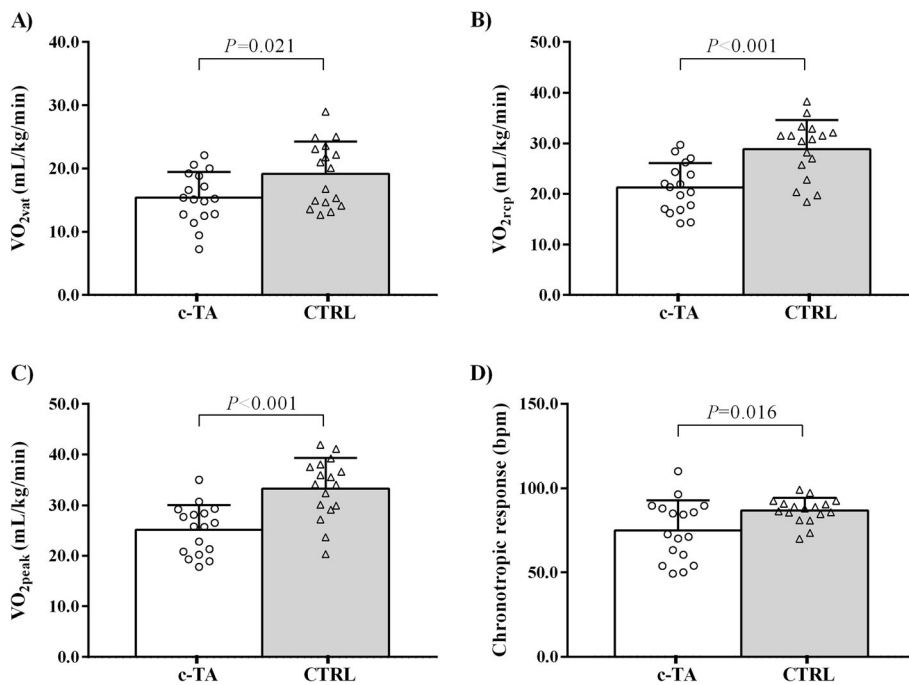 A)
VO2vat (mL/kg/min)
40.0
30.0
20.0
10.0
0.0
P=0.021
c-TA CTRL
B)
VO2rcp (mL/kg/min)
50.0
40.0
30.0
20.0
10.0
0.0
P<0.001
c-TA CTRL
C)
VO2peak (mL/kg/min)
50.0
40.0
30.0
20.0
10.0
0.0
P<0.001
c-TA CTRL
D)
Chronotropic response (bpm)
150.0
100.0
50.0
0.0
P=0.016
c-TA CTRL